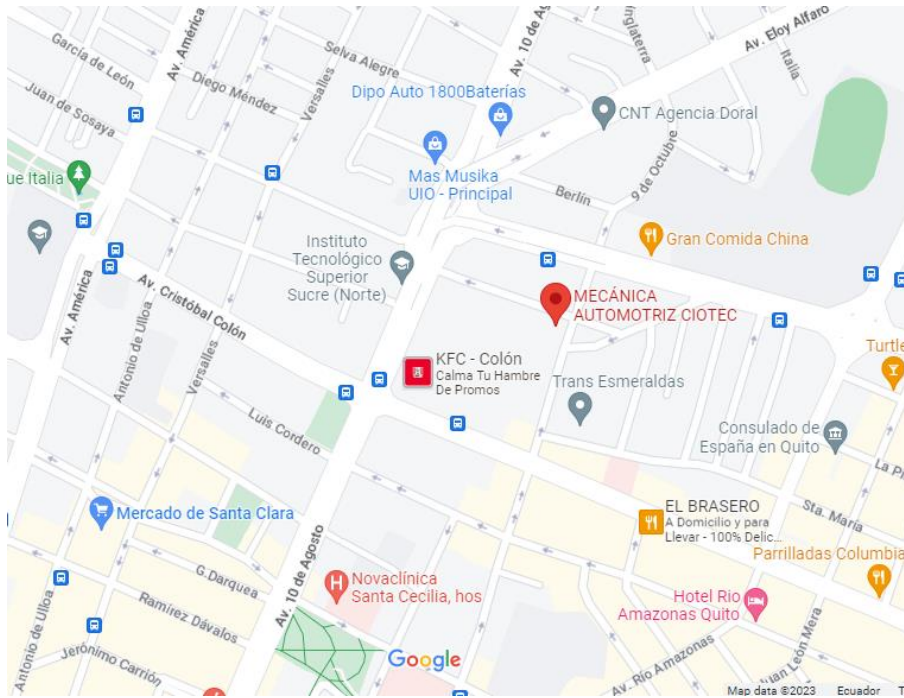 García de León
Av. América
Selva Alegre
Av. 10 de Ag
Inglaterra
Av. Eloy Alfaro
Italia
Diego Méndez
Versalles
Juan de Sosaya
Dipo Auto 1800Baterías
CNT Agencia Doral
Mas Musika
UIO - Principal
ue Italia
Berlín
9 de Octubre
Gran Comida China
Instituto
Tecnológico
Superior
Sucre (Norte)
Av. Cristóbal Colón
MECÁNICA
AUTOMOTRIZ CIOTEC
Av. América
Antonio de Ulloa
Versalles
KFC - Colón
Calma Tu Hambre
De Promos
Turtle
Trans Esmeraldas
Luis Cordero
Consulado de
España en Quito
La Pi
Sta. María
Mercado de Santa Clara
EL BRASERO
A Domicilio y para
Llevar - 100% Delic...
Parrilladas Columbia
Av. 10 de Agosto
G.Darquea
Novaclínica
Santa Cecilia, hos
Hotel Rio
Amazonas Quito
Ramírez Dávalos
Antonio de Ulloa
Jerónimo Carrión
Av. Río Amazonas
Juan León Mera
Google
Map data ©2023
Ecuador
T